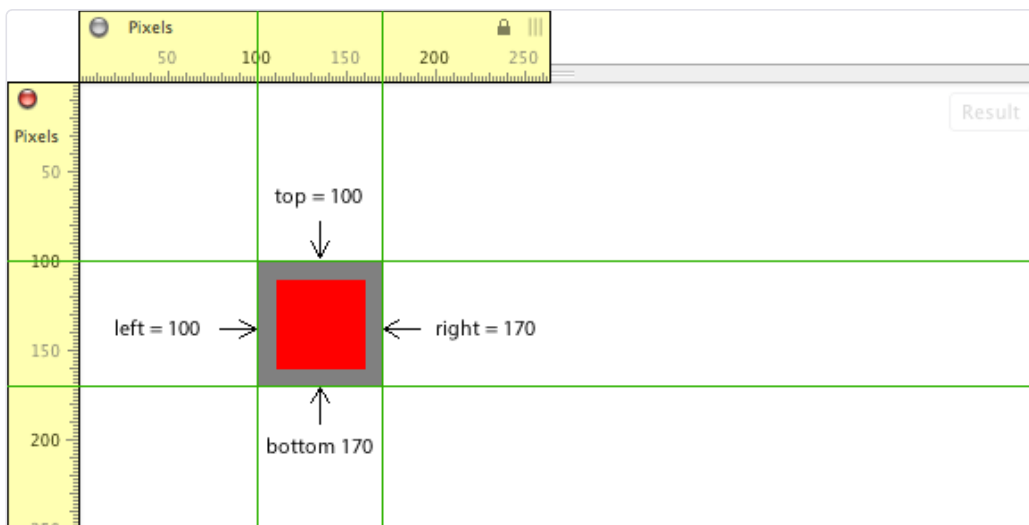 Pixels
50 100 150 200 250
Result
Pixels
50
top = 100
100
left = 100
right = 170
150
bottom 170
200